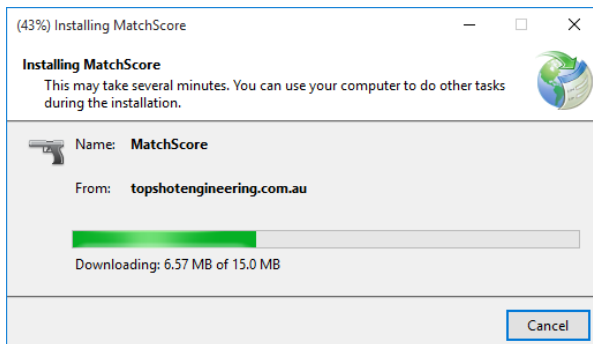 (43%) Installing MatchScore
Installing MatchScore
This may take several minutes. You can use your computer to do other tasks
during the installation.
Name: MatchScore
From: topshotengineering.com.au
Downloading: 6.57 MB of 15.0 MB
Cancel